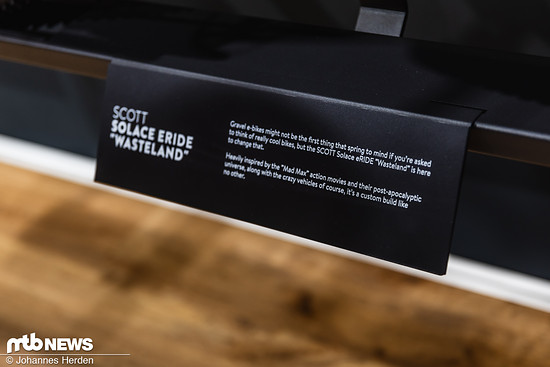 SCOTT
SOLACE ERIDE
"WASTELAND"
Gravel e-bikes might not be the first thing that spring to mind if you're asked
to think of really cool bikes, but the SCOTT Solace eRIDE "Wasteland" is here
to change that.
Heavily inspired by the "Mad Max" action movies and their post-apocalyptic
universe, along with the crazy vehicles of course, it's a custom build like
no other.
mtbNEWS
© Johannes Herden